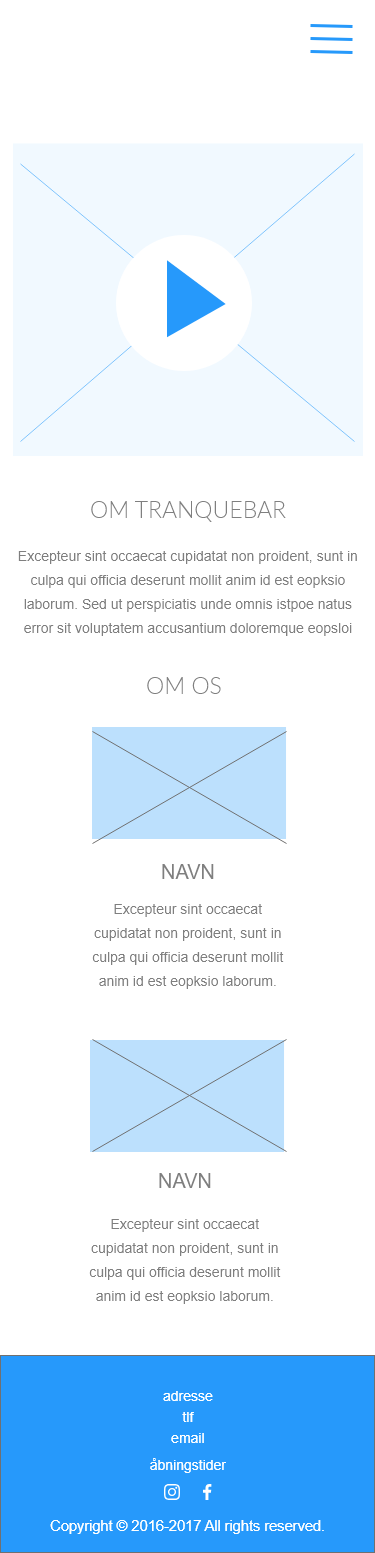 OM TRANQUEBAR
Excepteur sint occaecat cupidatat non proident, sunt in
culpa qui officia deserunt mollit anim id est eopksio
laborum. Sed ut perspiciatis unde omnis istpoe natus
error sit voluptatem accusantium doloremque eopsloi
OM OS
NAVN
Excepteur sint occaecat
cupidatat non proident, sunt in
culpa qui officia deserunt mollit
anim id est eopksio laborum.
NAVN
Excepteur sint occaecat
cupidatat non proident, sunt in
culpa qui officia deserunt mollit
anim id est eopksio laborum.
adresse
tlf
email
åbningstider
Copyright © 2016-2017 All rights reserved.